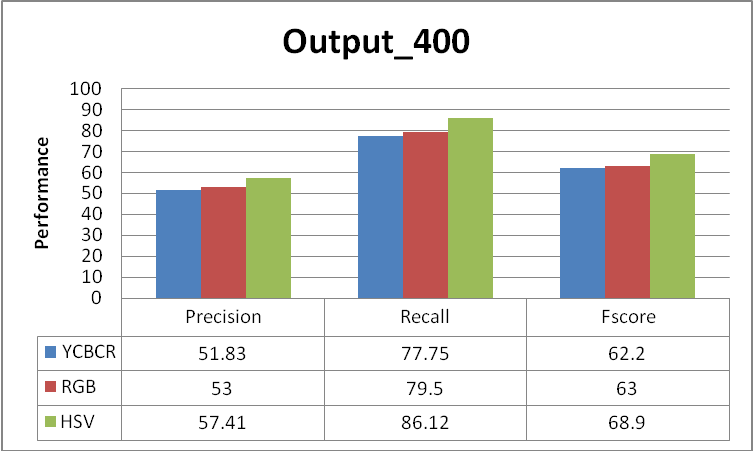 Output_400
Performance
100
90
80
70
60
50
40
30
20
10
0
Precision Recall Fscore
YCBCR 51.83 77.75 62.2
RGB 53 79.5 63
HSV 57.41 86.12 68.9